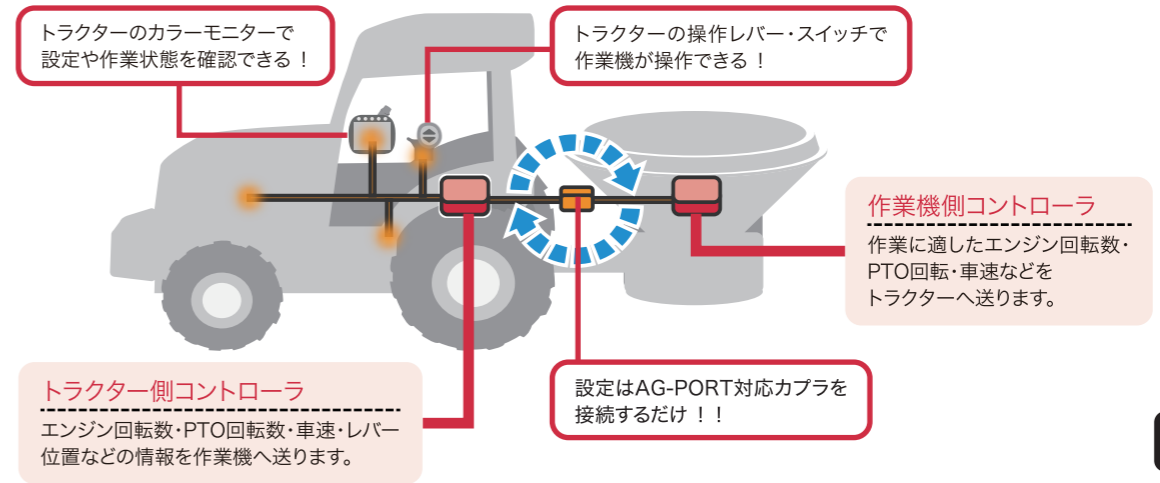 トラクターのカラーモニターで
設定や作業状態を確認できる！
トラクターの操作レバー・スイッチで
作業機が操作できる！
作業機側コントローラ
作業に適したエンジン回転数・
PTO回転・車速などを
トラクターへ送ります。
トラクター側コントローラ
エンジン回転数・PTO回転数・車速・レバー
位置などの情報を作業機へ送ります。
設定はAG-PORT対応カプラを
接続するだけ！！